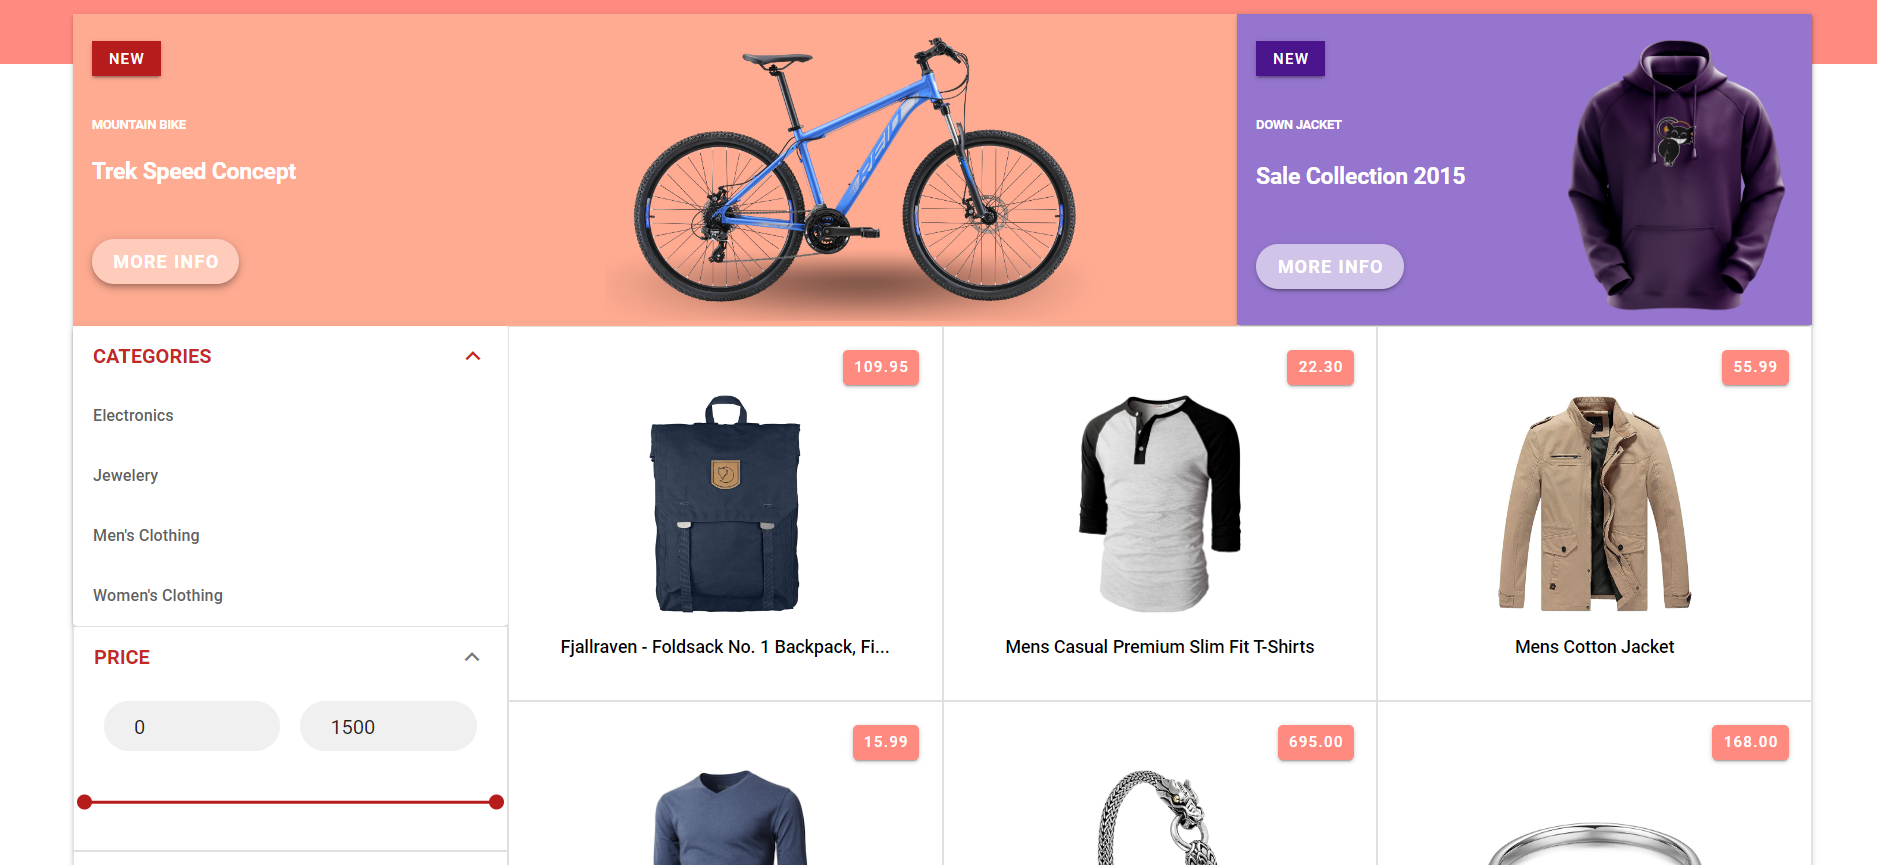 NEW
MOUNTAIN BIKE
Trek Speed Concept
MORE INFO
NEW
DOWN JACKET
Sale Collection 2015
MORE INFO
CATEGORIES
Electronics
Jewelery
Men's Clothing
Women's Clothing
PRICE
0
1500
109.95
Fjallraven - Foldsack No. 1 Backpack, Fi...
22.30
Mens Casual Premium Slim Fit T-Shirts
55.99
Mens Cotton Jacket
15.99
695.00
168.00